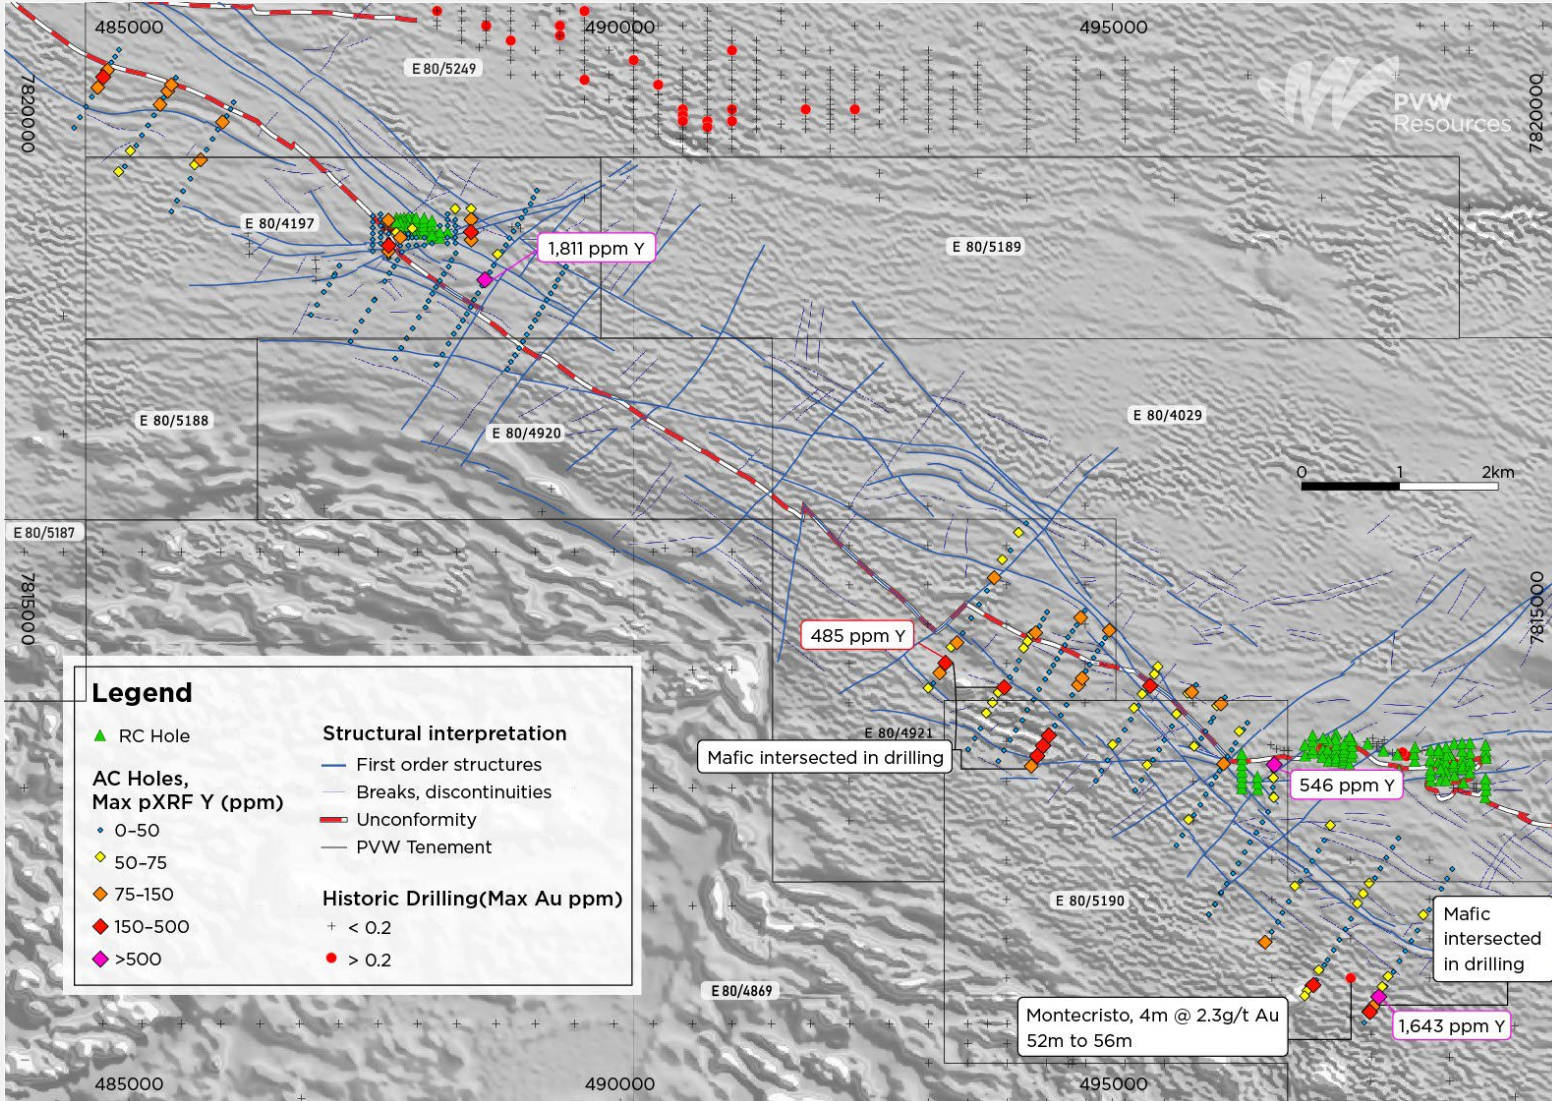 485000
490000
495000
E 80/5249
7820000
7820000
PVW
Resources
E 80/4197
1,811 ppm Y
E 80/5189
E 80/5188
E 80/4920
E 80/4029
0 1 2km
E 80/5187
7815000
7815000
485 ppm Y
E 80/4921
Mafic intersected in drilling
546 ppm Y
Legend
RC Hole
AC Holes,
Max pXRF Y (ppm)
0–50
50–75
75–150
150–500
>500
Structural interpretation
First order structures
Breaks, discontinuities
Unconformity
PVW Tenement
Historic Drilling(Max Au ppm)
< 0.2
> 0.2
E 80/5190
Mafic
intersected
in drilling
E 80/4869
Montecristo, 4m @ 2.3g/t Au
52m to 56m
1,643 ppm Y
485000
490000
495000